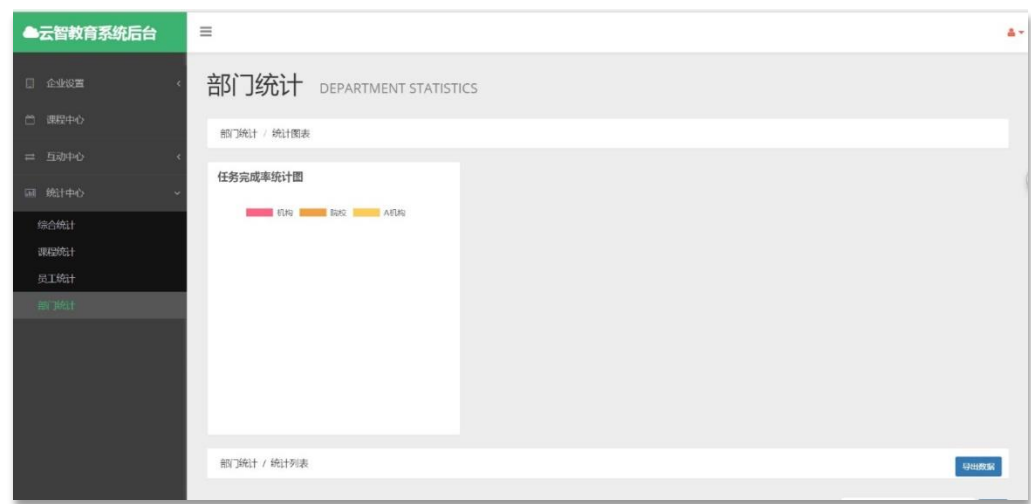 云智教育系统后台
企业设置
课程中心
互动中心
统计中心
综合统计
课程统计
员工统计
部门统计
部门统计 DEPARTMENT STATISTICS
部门统计 / 统计图表
任务完成率统计图
机构 院校 A机构
部门统计 / 统计列表
导出数据